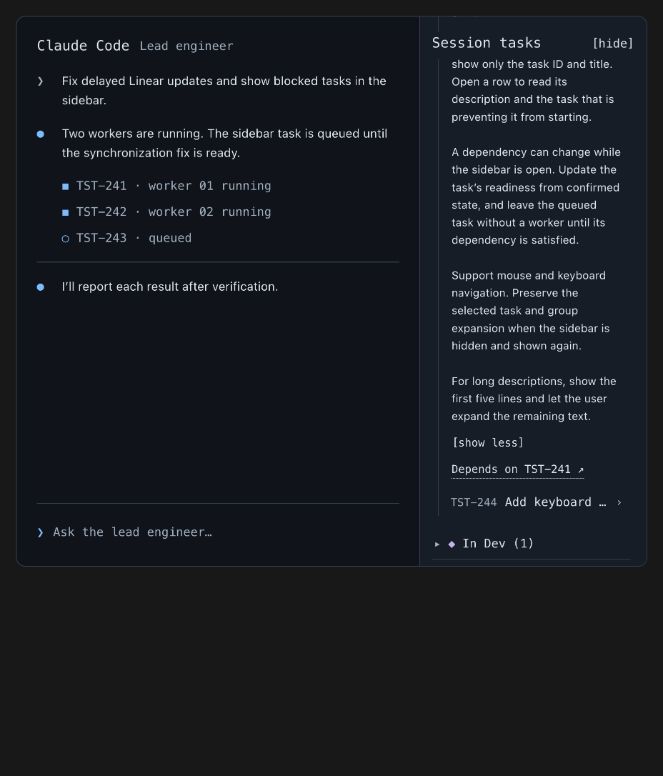 Claude Code Lead engineer
❯ Fix delayed Linear updates and show blocked tasks in the
sidebar.
● Two workers are running. The sidebar task is queued until
the synchronization fix is ready.
■ TST-241 · worker 01 running
■ TST-242 · worker 02 running
○ TST-243 · queued
● I’ll report each result after verification.
❯ Ask the lead engineer…
Session tasks [hide]
show only the task ID and title.
Open a row to read its
description and the task that is
preventing it from starting.
A dependency can change while
the sidebar is open. Update the
task’s readiness from confirmed
state, and leave the queued
task without a worker until its
dependency is satisfied.
Support mouse and keyboard
navigation. Preserve the
selected task and group
expansion when the sidebar is
hidden and shown again.
For long descriptions, show the
first five lines and let the user
expand the remaining text.
[show less]
Depends on TST-241 ↗
TST-244 Add keyboard … ›
▸ ◆ In Dev (1)